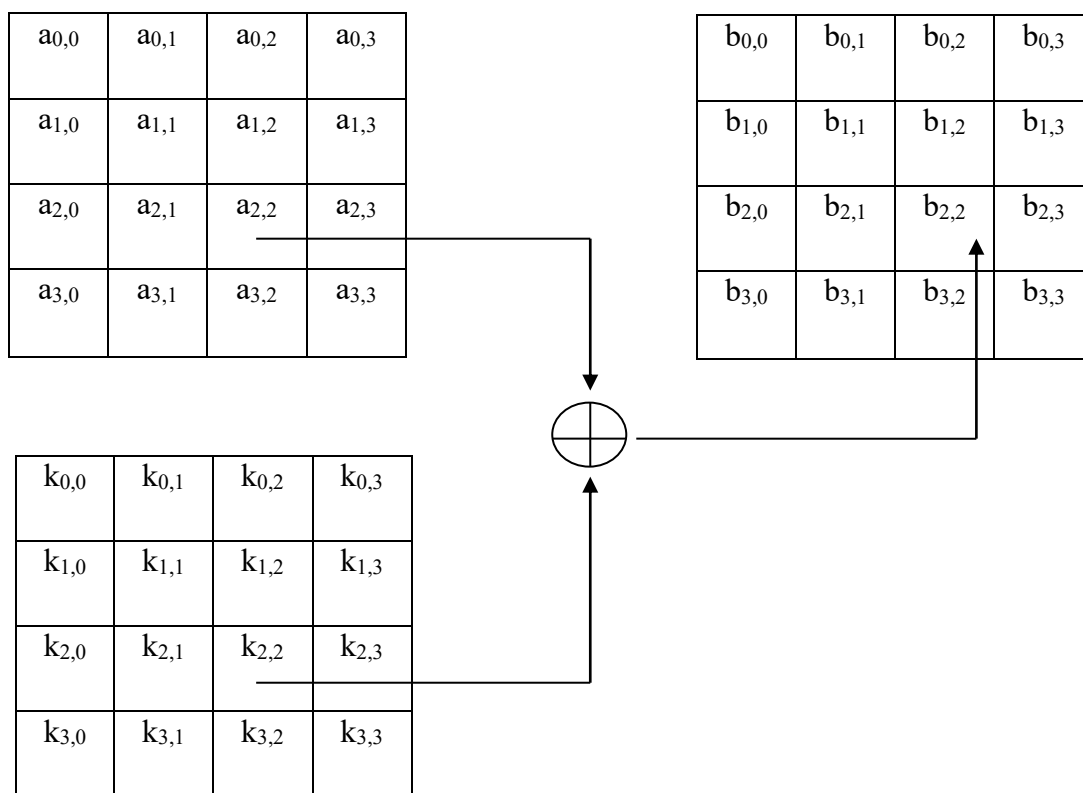 a0,0 a0,1 a0,2 a0,3
a1,0 a1,1 a1,2 a1,3
a2,0 a2,1 a2,2 a2,3
a3,0 a3,1 a3,2 a3,3
b0,0 b0,1 b0,2 b0,3
b1,0 b1,1 b1,2 b1,3
b2,0 b2,1 b2,2 b2,3
b3,0 b3,1 b3,2 b3,3
k0,0 k0,1 k0,2 k0,3
k1,0 k1,1 k1,2 k1,3
k2,0 k2,1 k2,2 k2,3
k3,0 k3,1 k3,2 k3,3